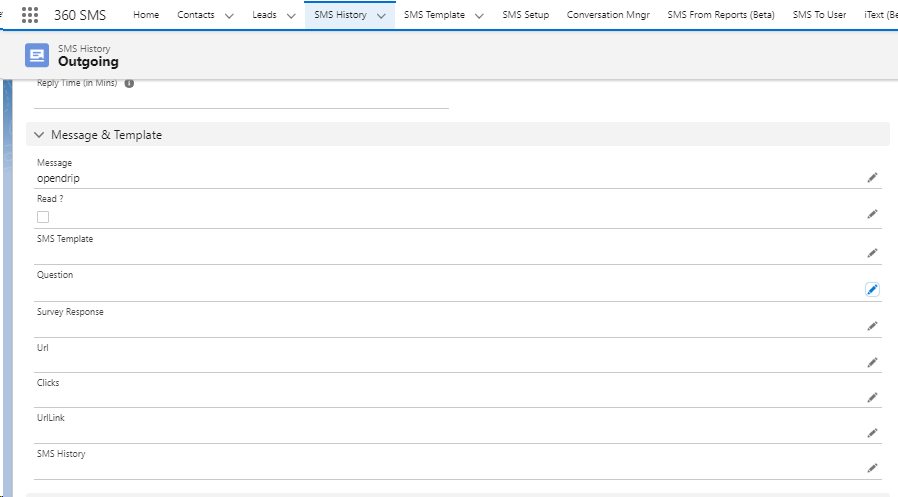 360 SMS Home Contacts Leads SMS History SMS Template SMS Setup Conversation Mngr SMS From Reports (Beta) SMS To User iText (Be
SMS History
Outgoing
Reply Time (in Mins)
Message & Template
Message
opendrip
Read ?
SMS Template
Question
Survey Response
Url
Clicks
UrlLink
SMS History